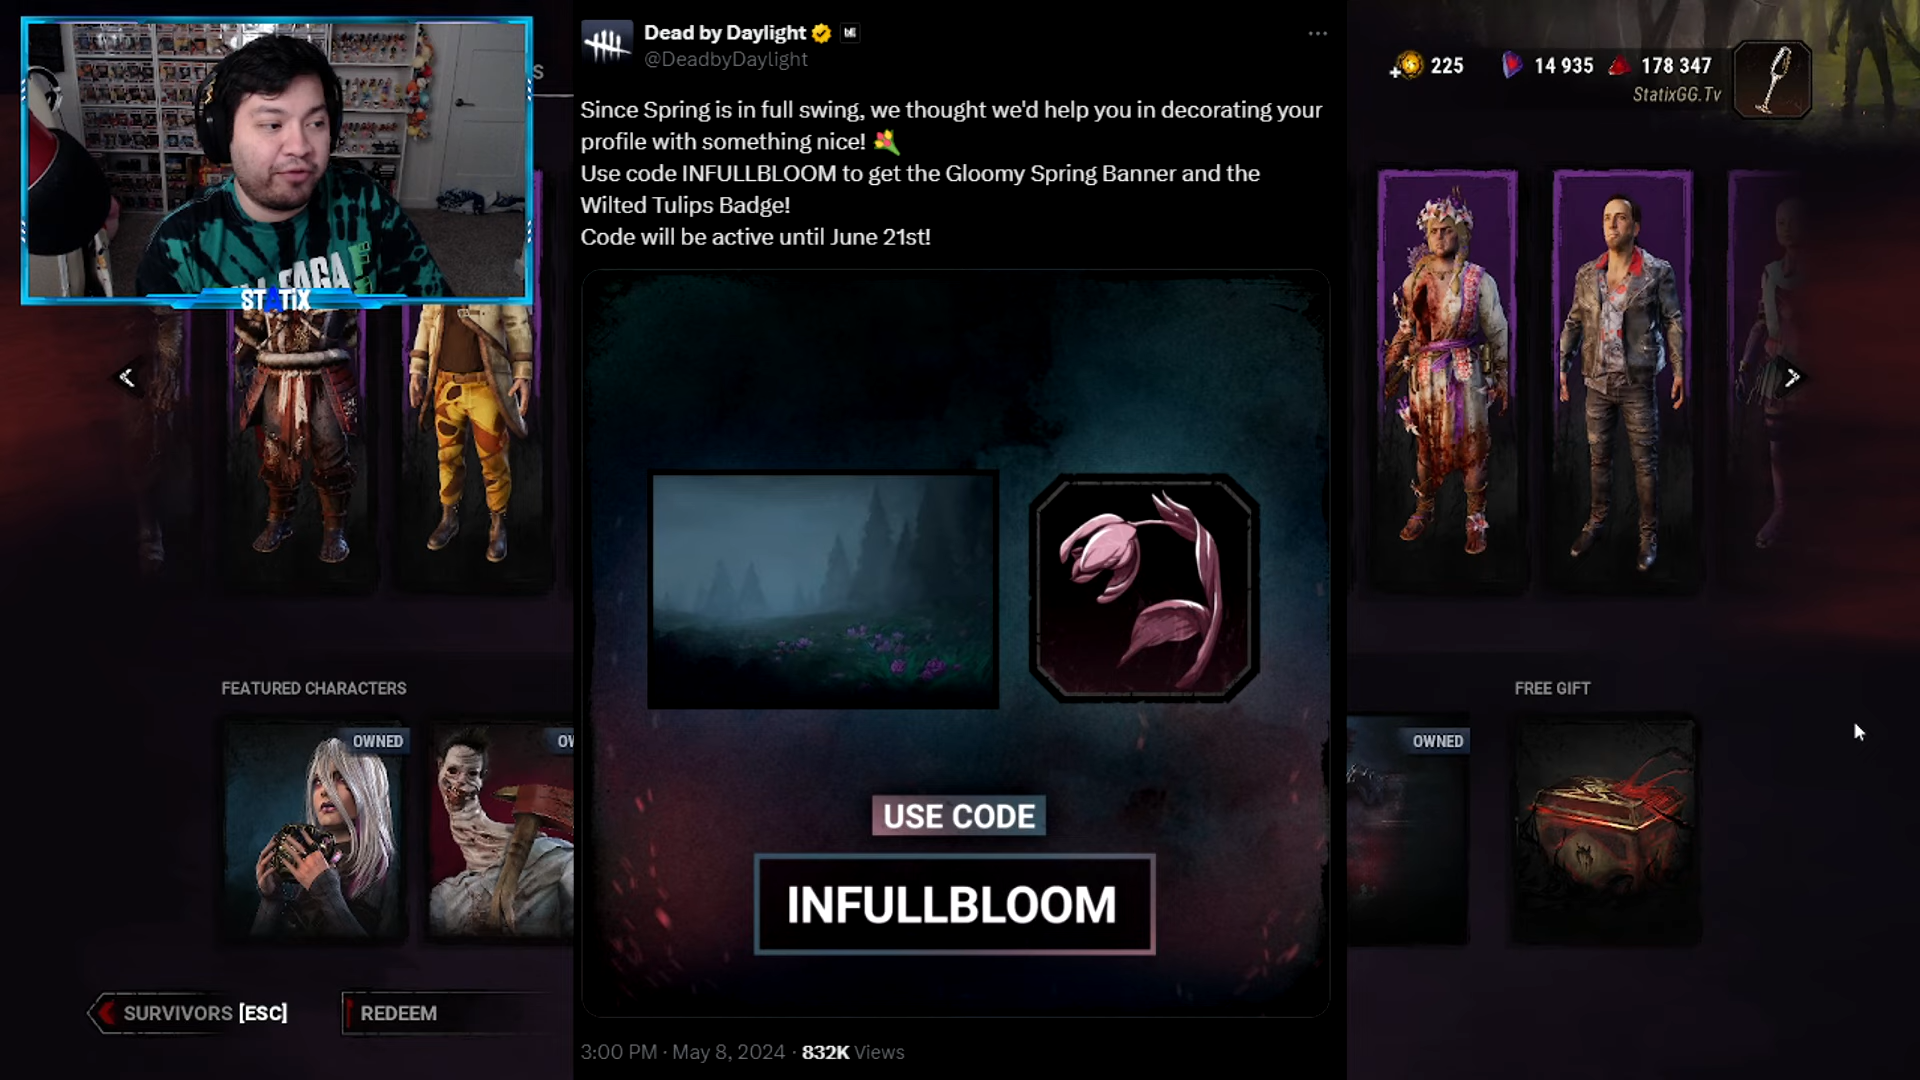 Dead by Daylight
@DeadbyDaylight
Since Spring is in full swing, we thought we'd help you in decorating your
profile with something nice!
Use code INFULLBLOOM to get the Gloomy Spring Banner and the
Wilted Tulips Badge!
Code will be active until June 21st!
225
14 935
178 347
StatixGG.Tv
STATIX
FEATURED CHARACTERS
FREE GIFT
OWNED
OWNED
USE CODE
INFULLBLOOM
SURVIVORS [ESC]
REDEEM
3:00 PM · May 8, 2024 · 832K Views